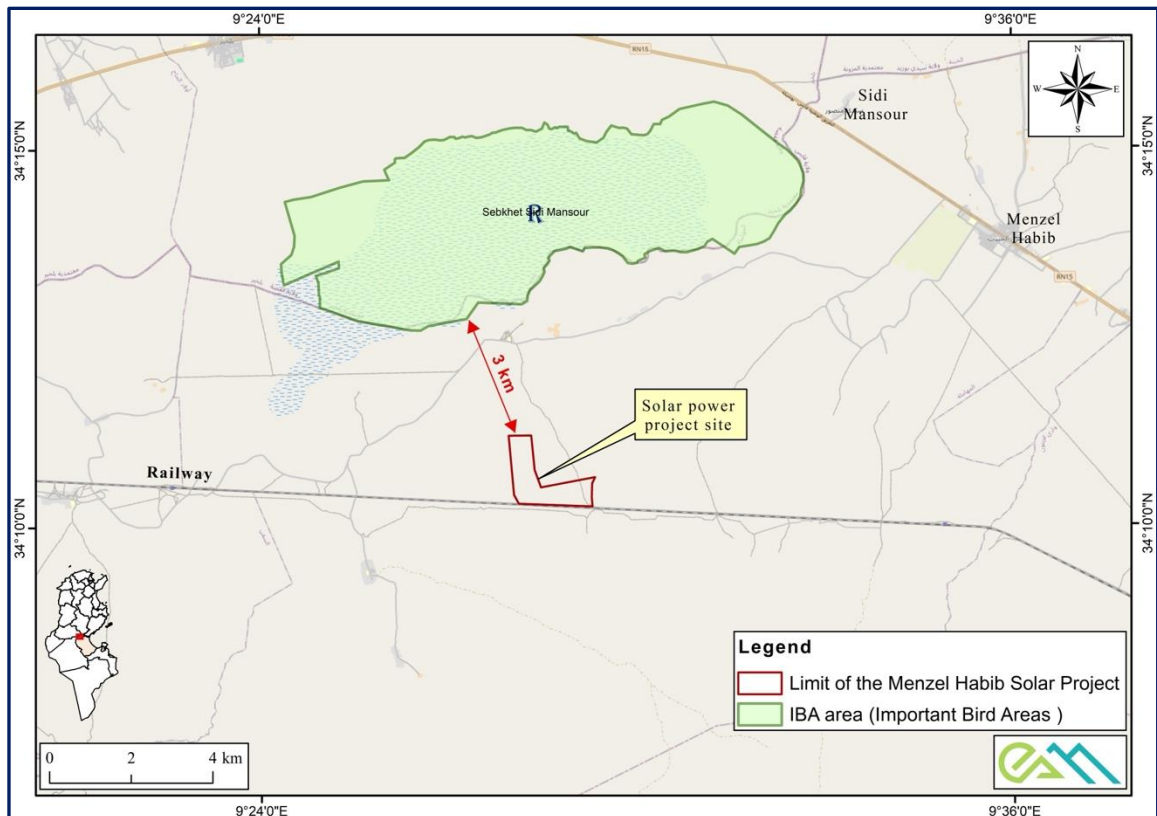 9°24'0"E
9°36'0"E
RN15
N
W
E
S
Sidi
Mansour
34°15'0"N
34°15'0"N
Sebkhet Sidi Mansour
R
Menzel
Habib
RN15
3 km
Solar power
project site
Railway
34°10'0"N
34°10'0"N
Legend
Limit of the Menzel Habib Solar Project
IBA area (Important Bird Areas )
0 2 4 km
9°24'0"E
9°36'0"E